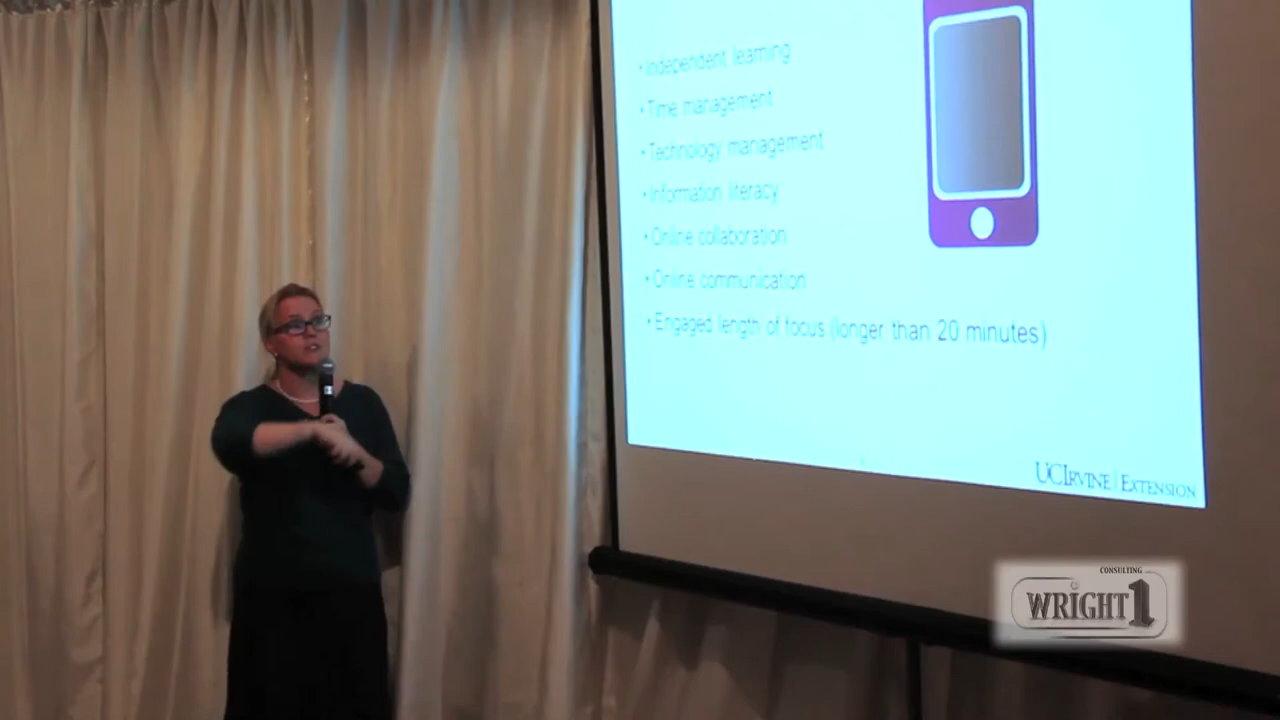 • Independent learning
• Time management
• Technology management
• Information literacy
• Online collaboration
• Online communication
• Engaged length of focus (longer than 20 minutes)
UCIRVINE | EXTENSION
CONSULTING
WRIGHT1